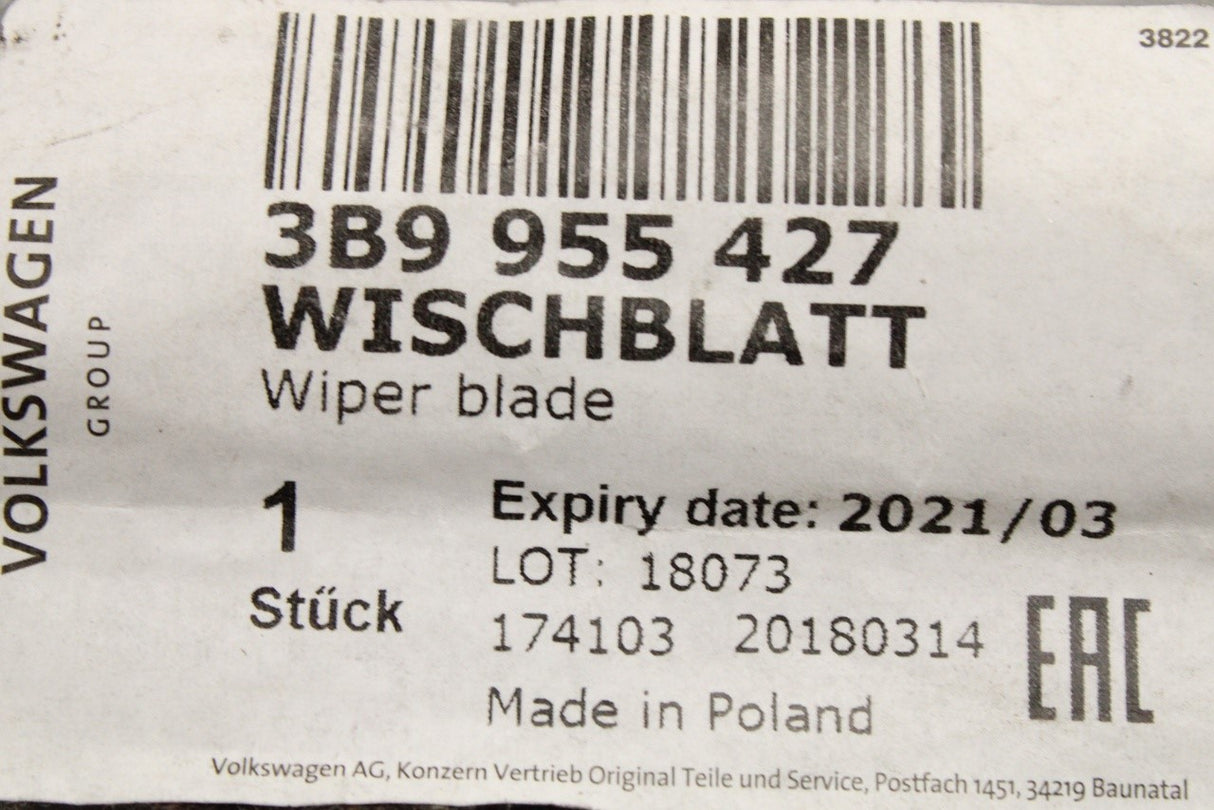 3822
VOLKSWAGEN
GROUP
3B9 955 427
WISCHBLATT
Wiper blade
1
Stück
Expiry date: 2021/03
LOT: 18073
174103 20180314
EAC
Made in Poland
Volkswagen AG, Konzern Vertrieb Original Teile und Service, Postfach 1451, 34219 Baunatal